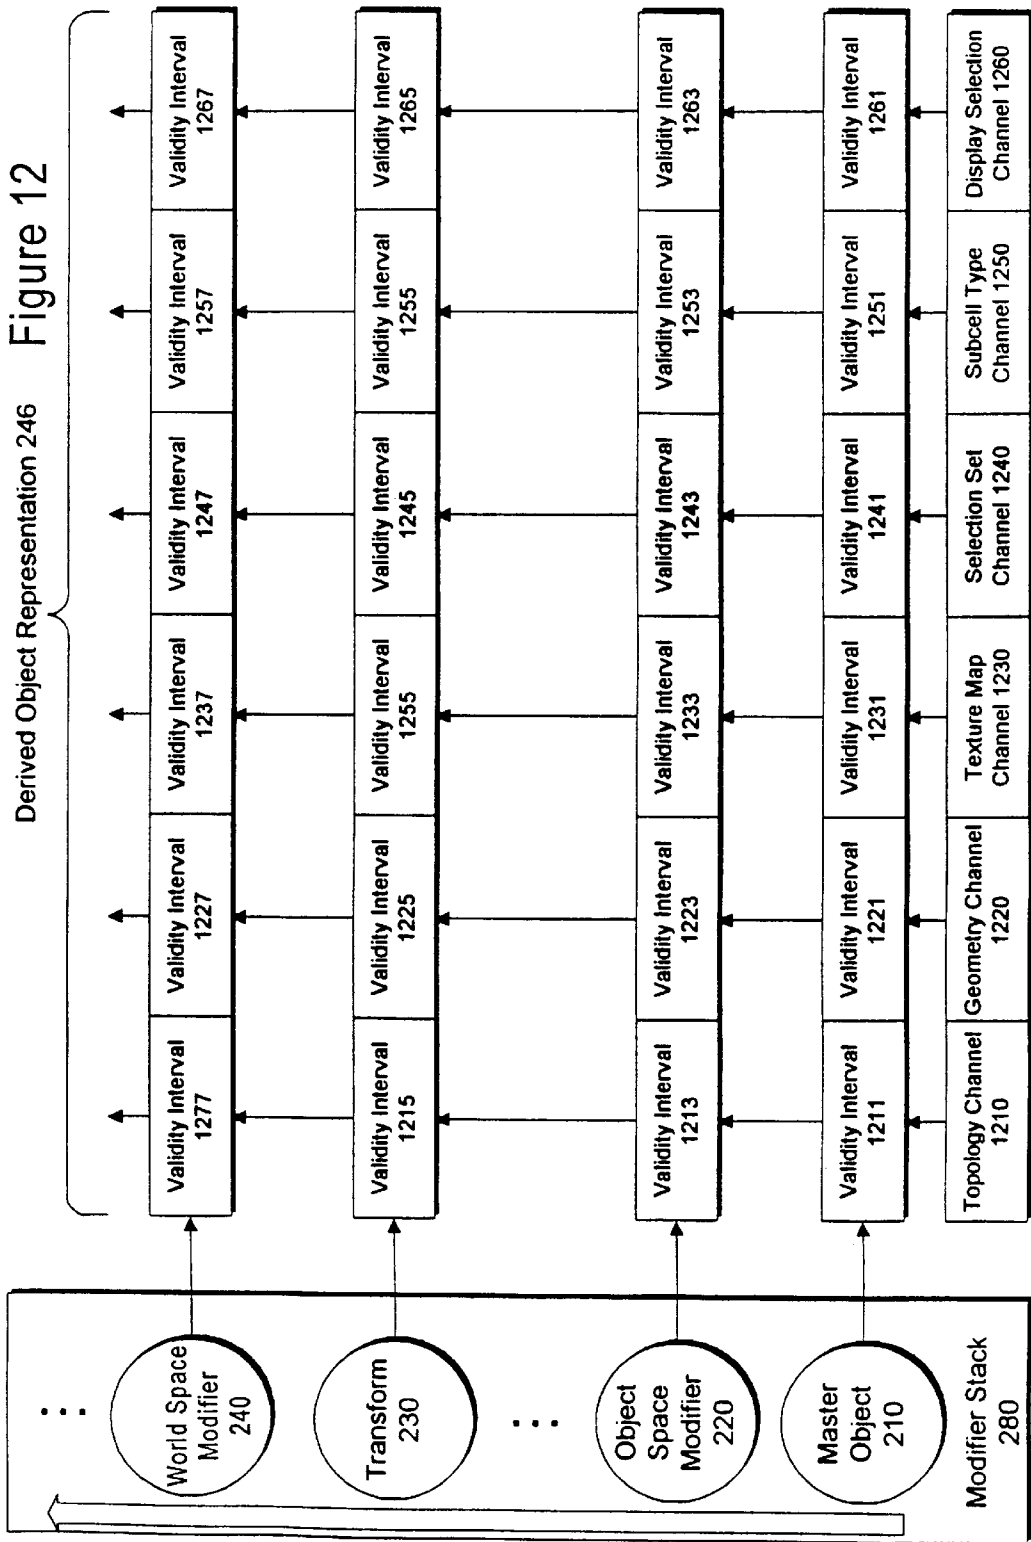 Figure 12
Derived Object Representation 246
⋮
World Space
Modifier
240
Validity Interval
1277
Validity Interval
1227
Validity Interval
1237
Validity Interval
1247
Validity Interval
1257
Validity Interval
1267
Transform
230
Validity Interval
1215
Validity Interval
1225
Validity Interval
1255
Validity Interval
1245
Validity Interval
1255
Validity Interval
1265
⋮
Object
Space
Modifier
220
Validity Interval
1213
Validity Interval
1223
Validity Interval
1233
Validity Interval
1243
Validity Interval
1253
Validity Interval
1263
Master
Object
210
Validity Interval
1211
Validity Interval
1221
Validity Interval
1231
Validity Interval
1241
Validity Interval
1251
Validity Interval
1261
Modifier Stack
280
Topology Channel
1210
Geometry Channel
1220
Texture Map
Channel 1230
Selection Set
Channel 1240
Subcell Type
Channel 1250
Display Selection
Channel 1260